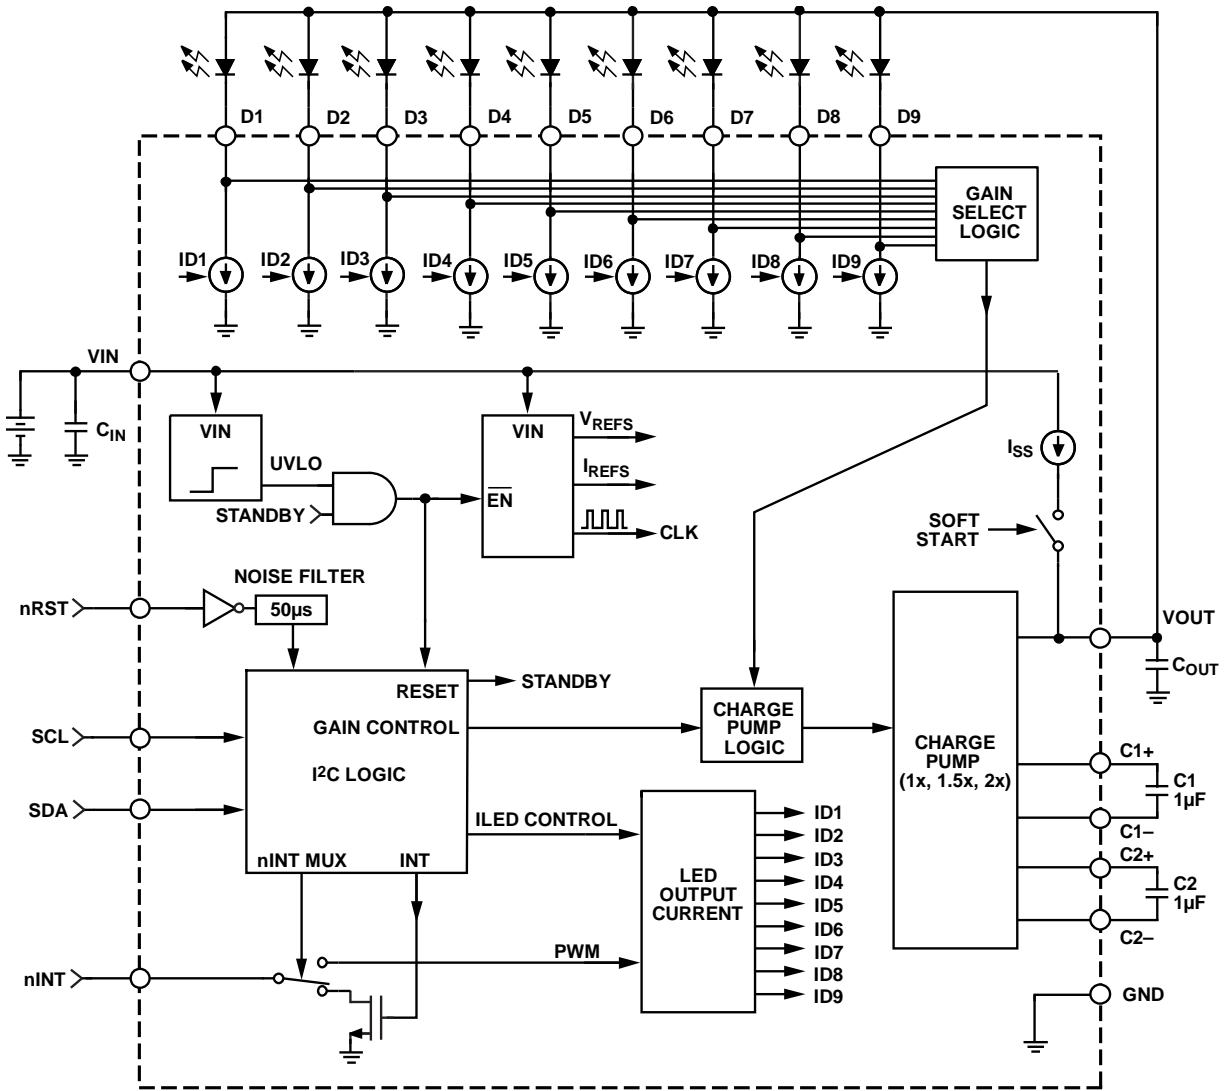 D1 D2 D3 D4 D5 D6 D7 D8 D9
GAIN
SELECT
LOGIC
ID1 ID2 ID3 ID4 ID5 ID6 ID7 ID8 ID9
VIN
CIN
VIN
UVLO
STANDBY
VIN
EN
VREFS
IREFS
CLK
ISS
SOFT
START
NOISE FILTER
nRST
50µs
VOUT
COUT
RESET
STANDBY
GAIN CONTROL
I²C LOGIC
SCL
SDA
CHARGE
PUMP
LOGIC
CHARGE
PUMP
(1x, 1.5x, 2x)
C1+
C1
1µF
C1–
C2+
C2
1µF
C2–
ILED CONTROL
nINT MUX
INT
LED
OUTPUT
CURRENT
ID1
ID2
ID3
ID4
ID5
ID6
ID7
ID8
ID9
PWM
nINT
GND